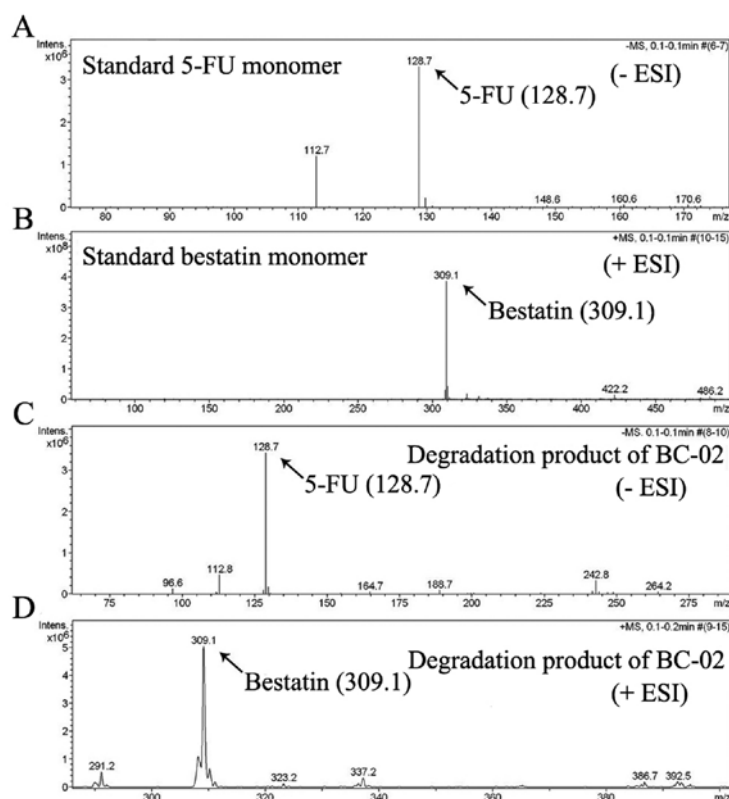 A
Intens.
x10⁶
-MS, 0.1-0.1min #(6-7)
Standard 5-FU monomer
128.7
(- ESI)
5-FU (128.7)
112.7
148.6 160.6 170.6
3
2
1
0
80 90 100 110 120 130 140 150 160 170 m/z
B
Intens.
x10⁸
+MS, 0.1-0.1min #(10-15)
Standard bestatin monomer
(+ ESI)
309.1
Bestatin (309.1)
422.2 486.2
4
3
2
1
0
100 150 200 250 300 350 400 450 m/z
C
Intens.
x10⁶
-MS, 0.1-0.1min #(8-10)
128.7
Degradation product of BC-02
5-FU (128.7)
(- ESI)
96.6 112.8 164.7 188.7 242.8 264.2
3
2
1
0
75 100 125 150 175 200 225 250 275 m/z
D
Intens.
x10⁶
+MS, 0.1-0.2min #(9-15)
309.1
Degradation product of BC-02
Bestatin (309.1)
(+ ESI)
291.2 323.2 337.2 386.7 392.5
5
4
3
2
1
0
300 320 340 360 380 m/z